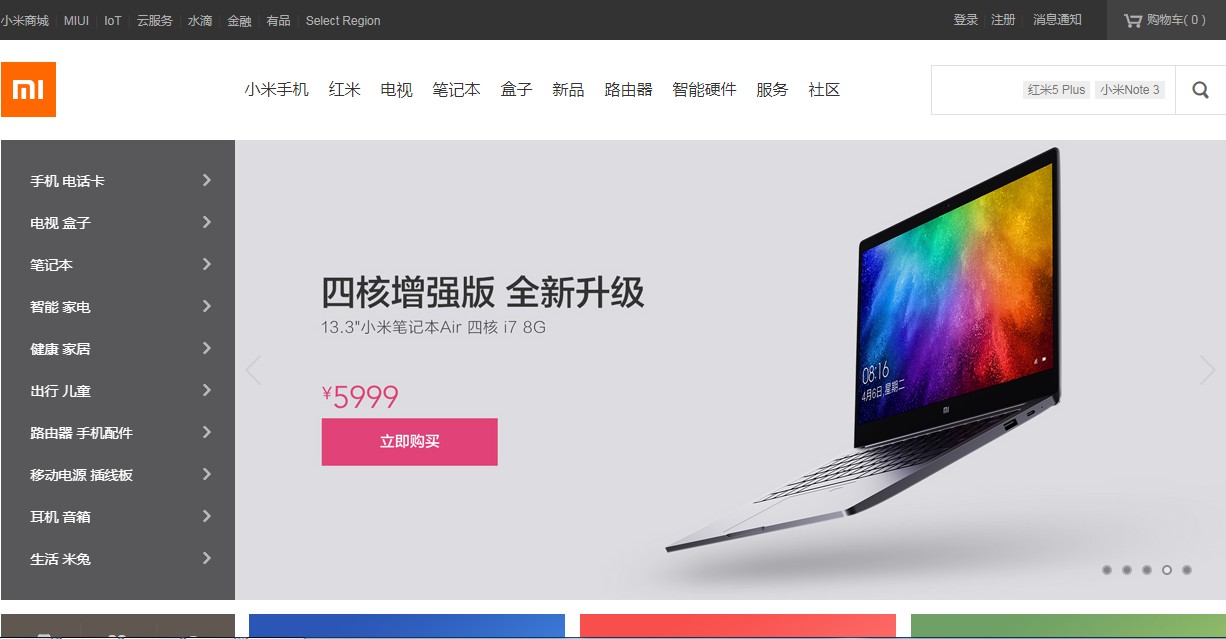 小米商城 MIUI IoT 云服务 水滴 金融 有品 Select Region 登录 注册 消息通知 购物车( 0 )
小米手机 红米 电视 笔记本 盒子 新品 路由器 智能硬件 服务 社区 红米5 Plus 小米Note 3
手机 电话卡
电视 盒子
笔记本
智能 家电
健康 家居
出行 儿童
路由器 手机配件
移动电源 插线板
耳机 音箱
生活 米兔
四核增强版 全新升级
13.3"小米笔记本Air 四核 i7 8G
¥5999
立即购买
08:16
4月6日,星期二